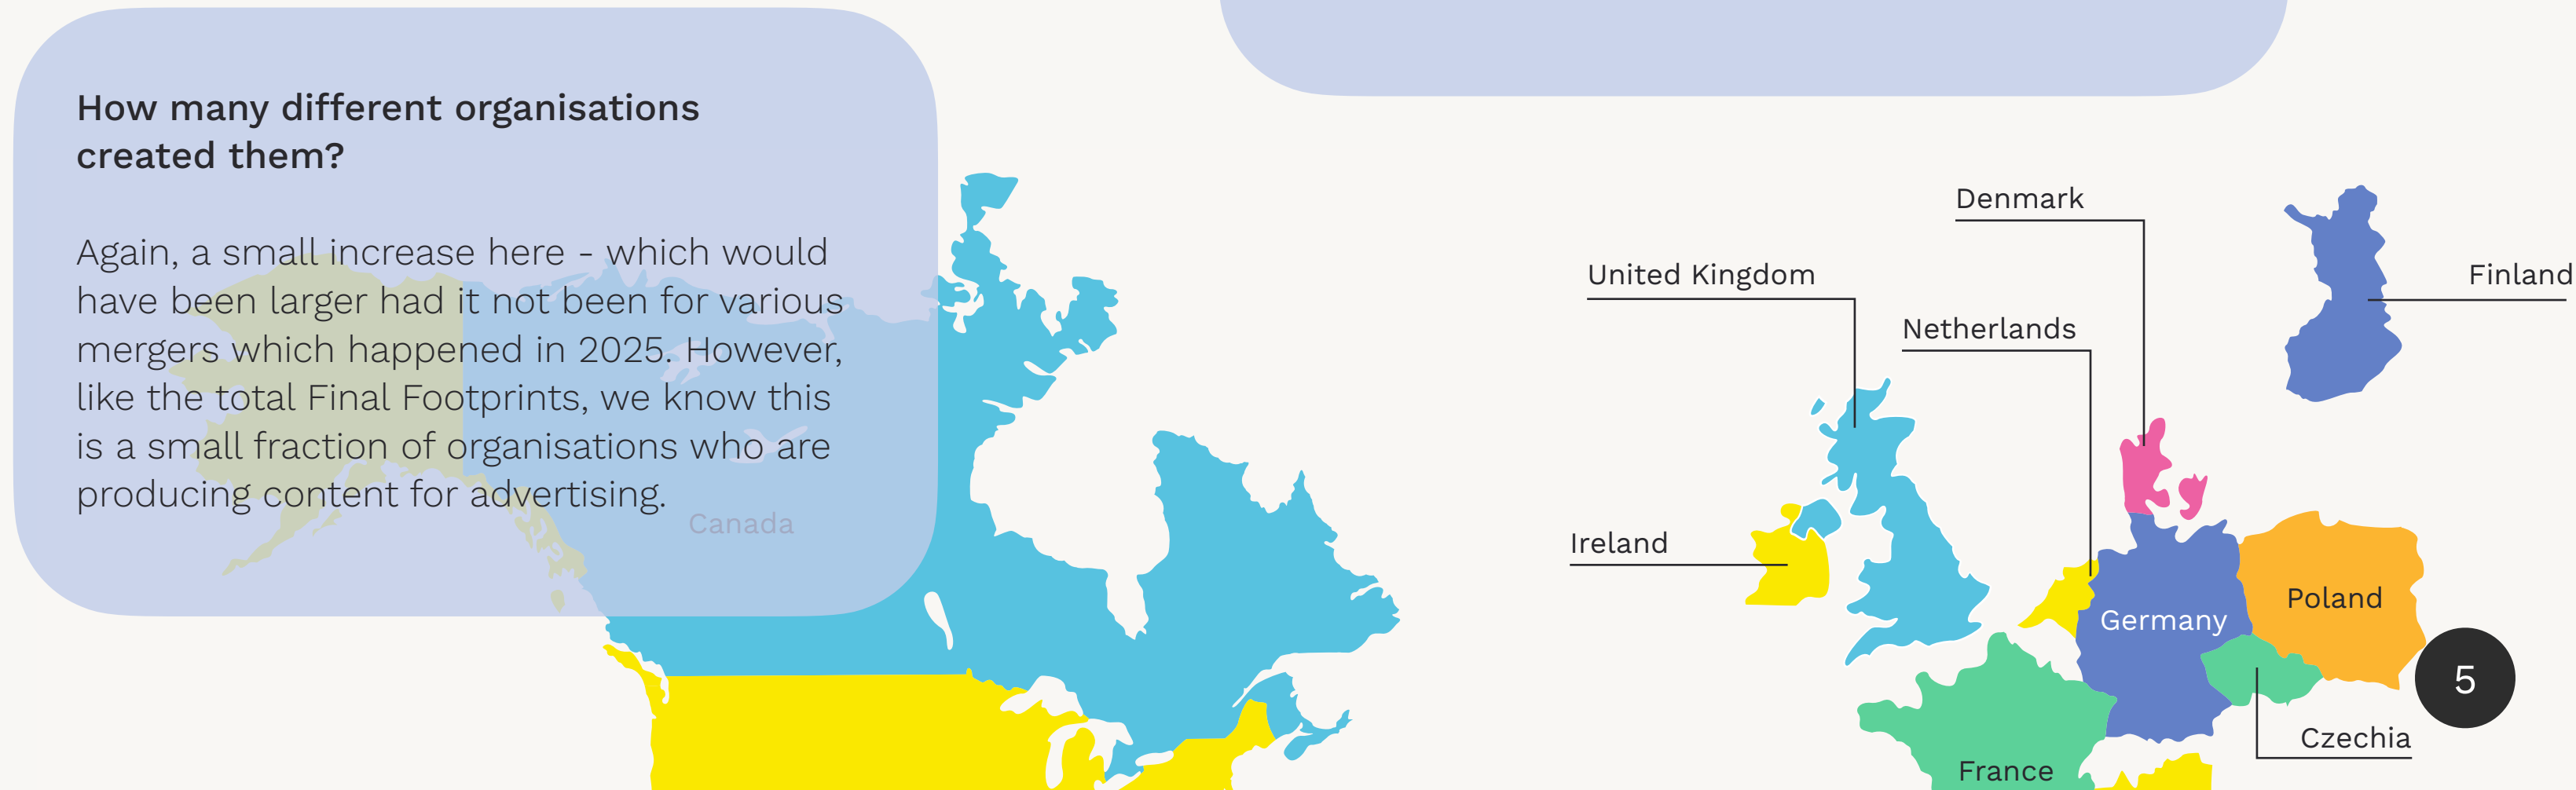 How many different organisations
created them?
Again, a small increase here - which would
have been larger had it not been for various
mergers which happened in 2025. However,
like the total Final Footprints, we know this
is a small fraction of organisations who are
producing content for advertising.
Canada
Denmark
United Kingdom
Finland
Netherlands
Ireland
Poland
Germany
5
Czechia
France